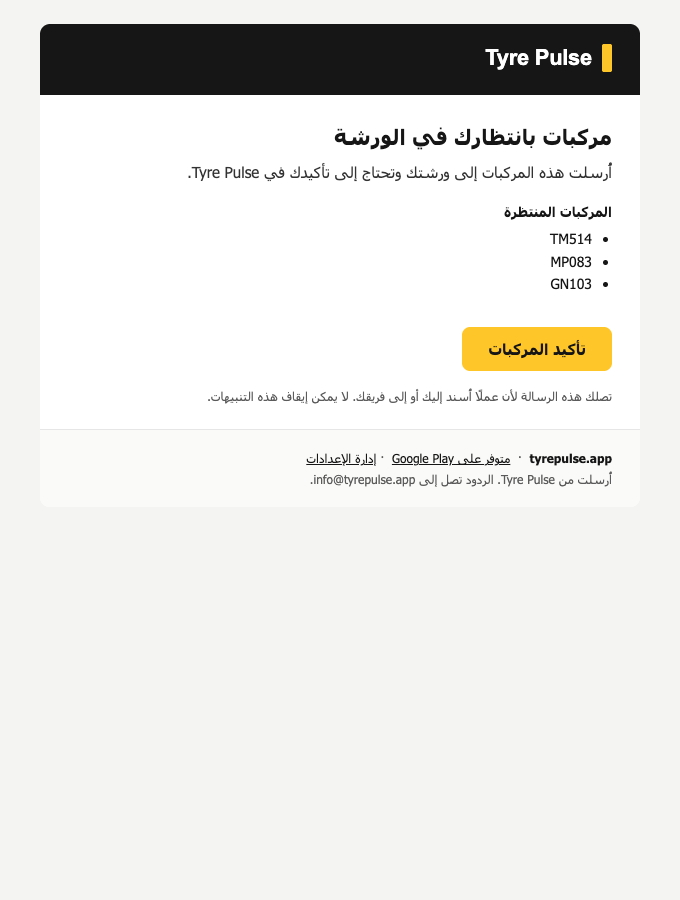 Tyre Pulse
مركبات بانتظارك في الورشة
أُرسلت هذه المركبات إلى ورشتك وتحتاج إلى تأكيدك في Tyre Pulse.
المركبات المنتظرة
TM514
MP083
GN103
تأكيد المركبات
تصلك هذه الرسالة لأن عملًا أُسند إليك أو إلى فريقك. لا يمكن إيقاف هذه التنبيهات.
tyrepulse.app · متوفر على Google Play · إدارة الإعدادات
أُرسلت من Tyre Pulse. الردود تصل إلى info@tyrepulse.app.